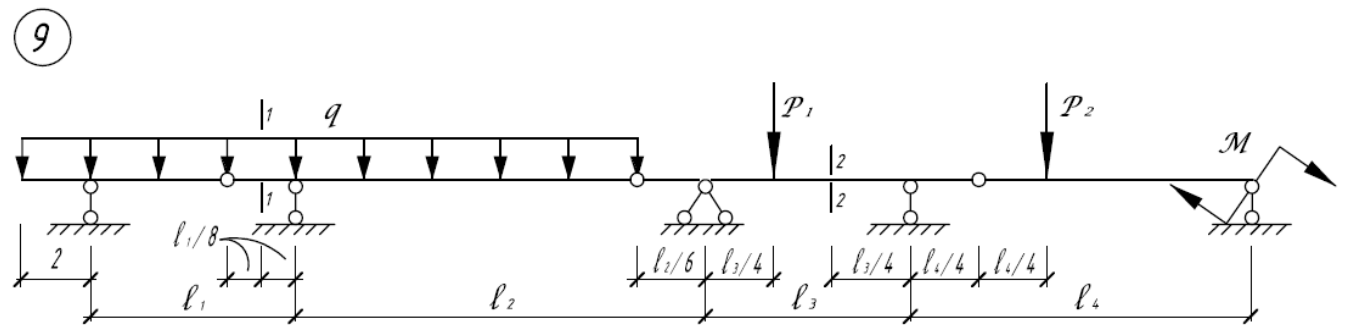 9
1 q P₁ P₂
2 M
1 2
l₁/8
2 l₂/6 l₃/4 l₃/4 l₄/4 l₄/4
l₁ l₂ l₃ l₄